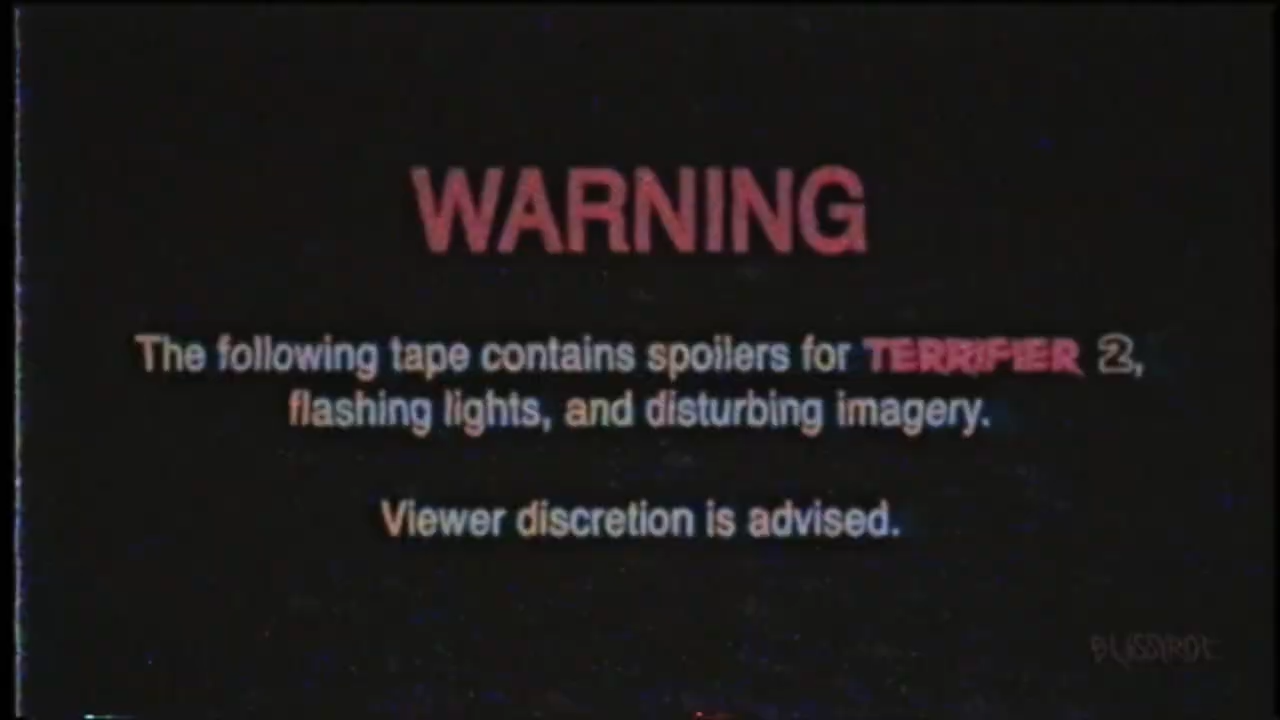 WARNING
The following tape contains spoilers for TERRIFIER 2,
flashing lights, and disturbing imagery.
Viewer discretion is advised.